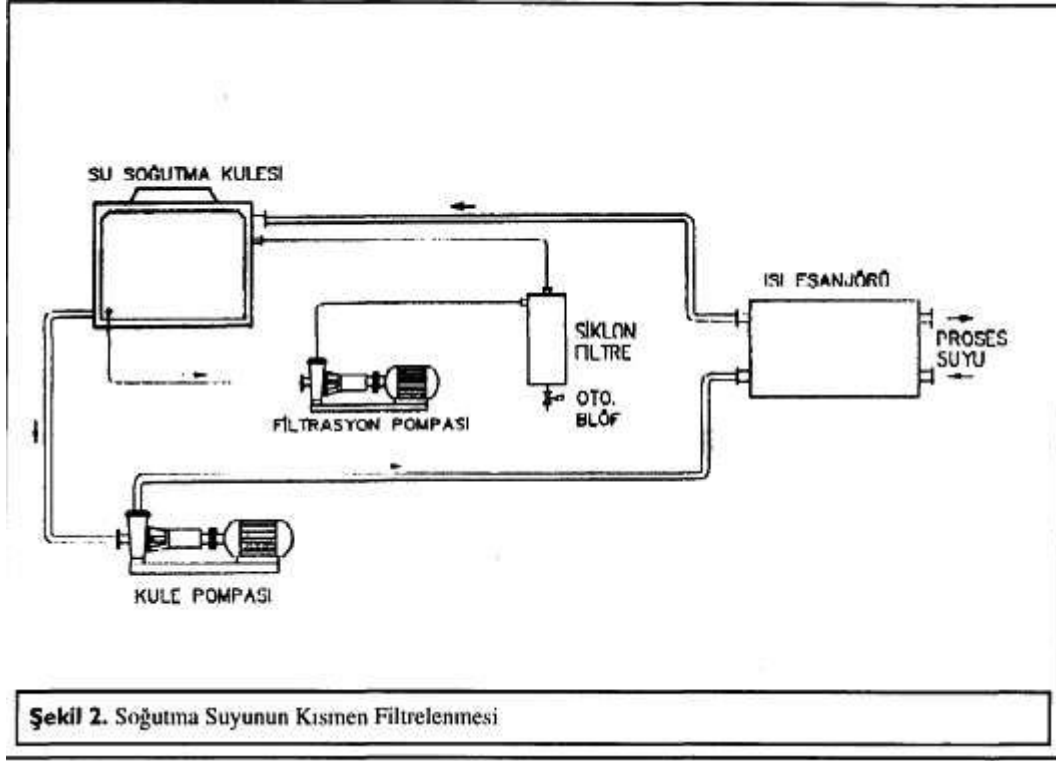 SU SOĞUTMA KULESİ
ISI EŞANJÖRÜ
PROSES
SUYU
SİKLON
FİLTRE
OTO.
BLÖF
FİLTRASYON POMPASI
KULE POMPASI
Şekil 2. Soğutma Suyunun Kısmen Filtrelenmesi